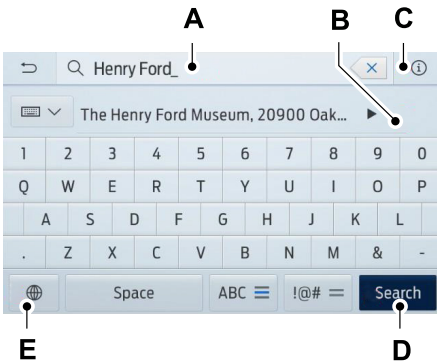 A B C
Henry Ford_
The Henry Ford Museum, 20900 Oak...
1 2 3 4 5 6 7 8 9 0
Q W E R T Y U I O P
A S D F G H J K L
. Z X C V B N M & -
Space ABC !@# Search
E D